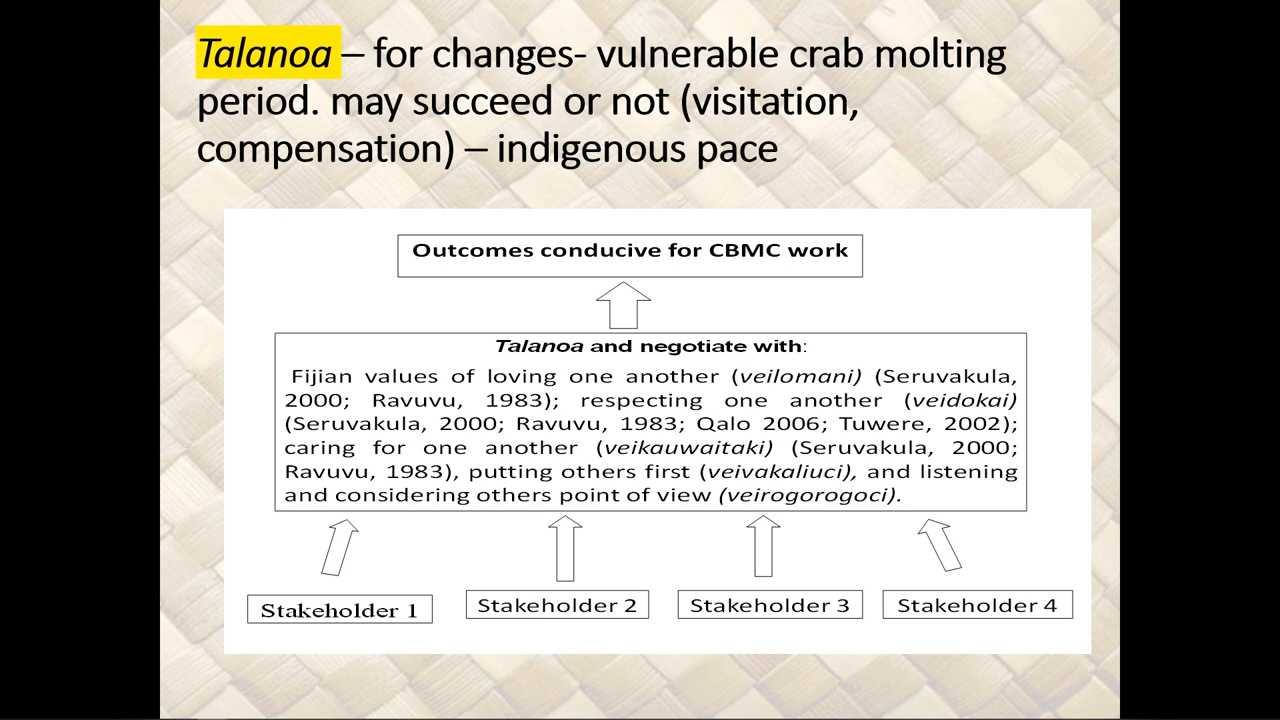 Talanoa – for changes- vulnerable crab molting
period. may succeed or not (visitation,
compensation) – indigenous pace
Outcomes conducive for CBMC work
Talanoa and negotiate with:
Fijian values of loving one another (veilomani) (Seruvakula,
2000; Ravuvu, 1983); respecting one another (veidokai)
(Seruvakula, 2000; Ravuvu, 1983; Qalo 2006; Tuwere, 2002);
caring for one another (veikauwaitaki) (Seruvakula, 2000;
Ravuvu, 1983), putting others first (veivakaliuci), and listening
and considering others point of view (veirogorogoci).
Stakeholder 1
Stakeholder 2
Stakeholder 3
Stakeholder 4